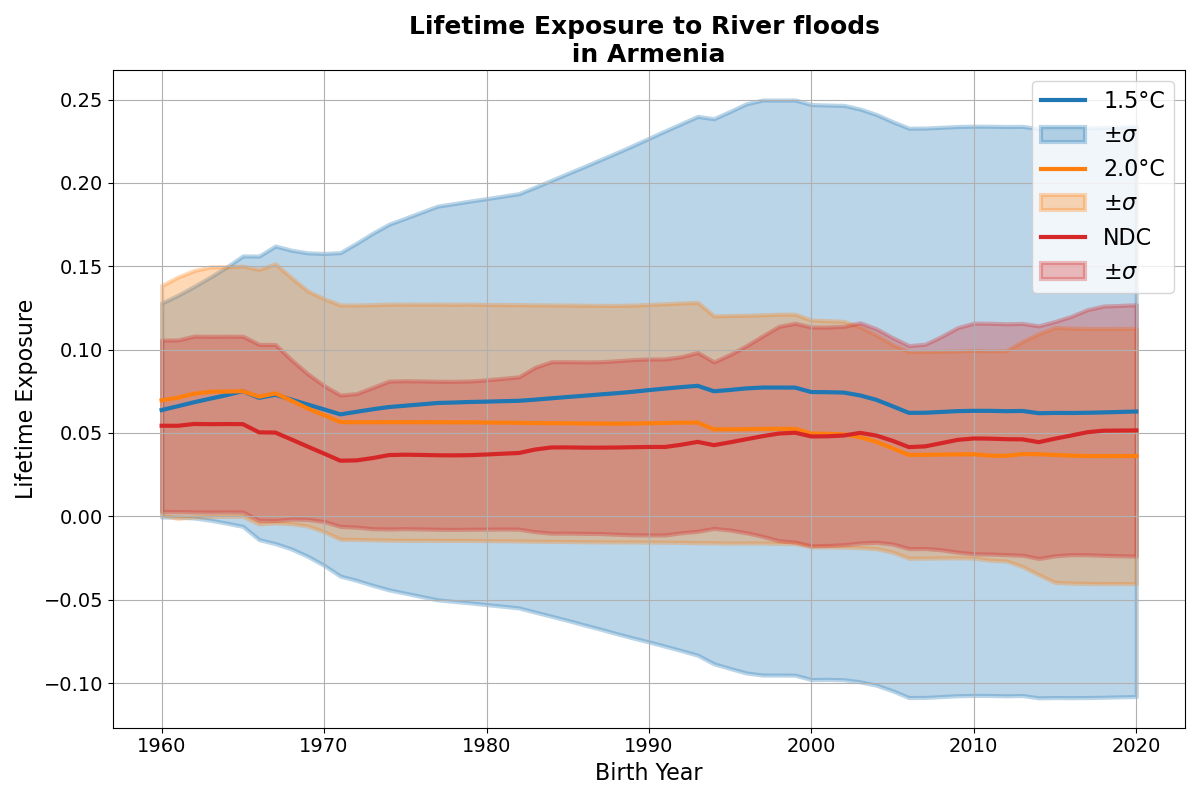 Lifetime Exposure to River floods
in Armenia
Lifetime Exposure
0.25
0.20
0.15
0.10
0.05
0.00
−0.05
−0.10
1.5°C
±σ
2.0°C
±σ
NDC
±σ
1960
1970
1980
1990
2000
2010
2020
Birth Year